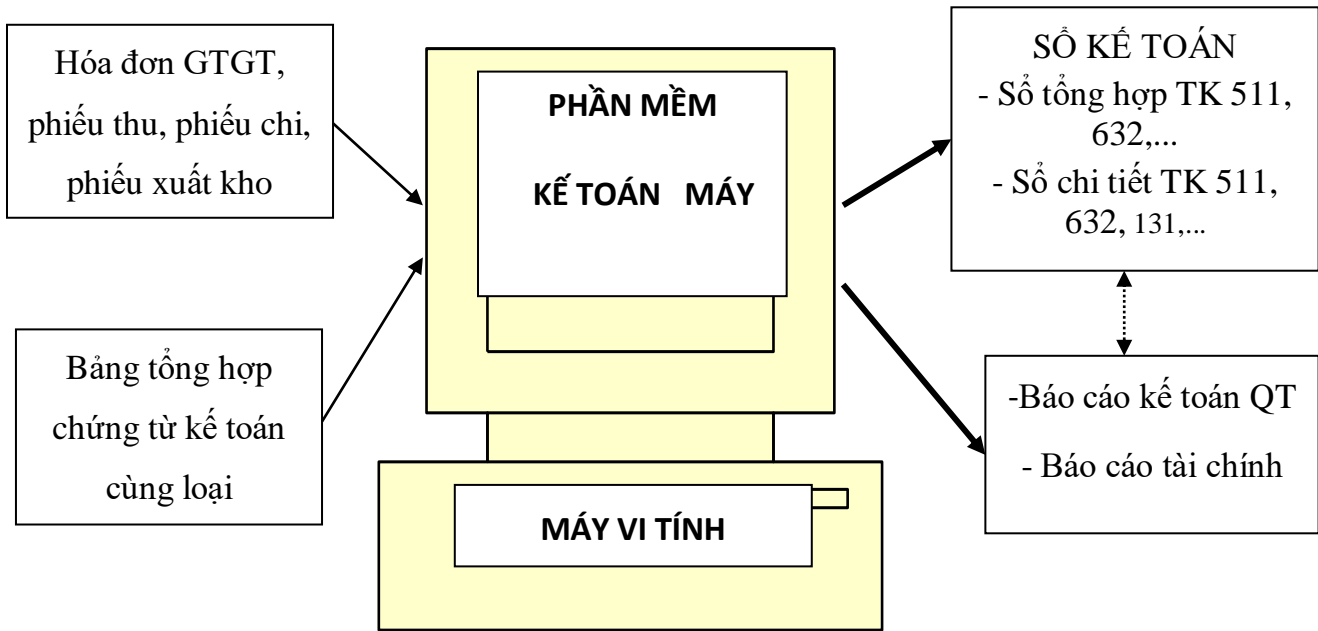 Hóa đơn GTGT,
phiếu thu, phiếu chi,
phiếu xuất kho
Bảng tổng hợp
chứng từ kế toán
cùng loại
PHẦN MỀM
KẾ TOÁN MÁY
MÁY VI TÍNH
SỔ KẾ TOÁN
- Sổ tổng hợp TK 511,
632,...
- Sổ chi tiết TK 511,
632, 131,...
-Báo cáo kế toán QT
- Báo cáo tài chính